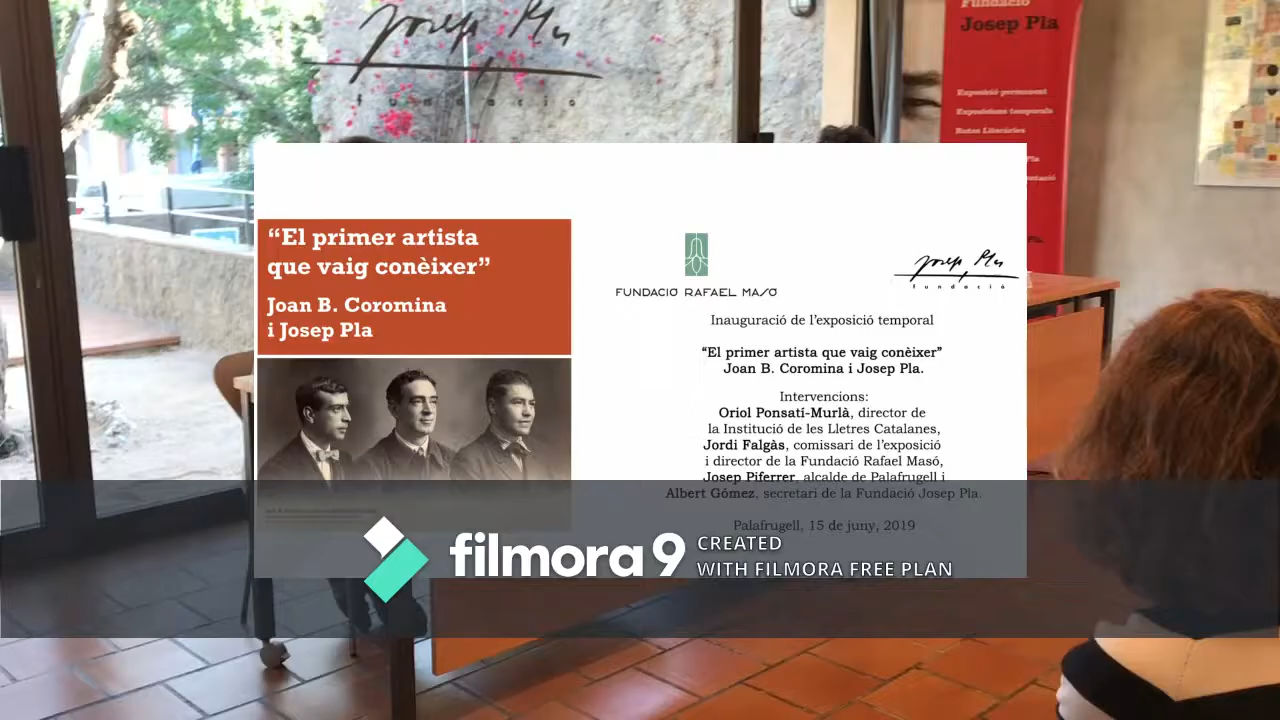 Josep Pla
fundació
Fundació
Josep Pla
Exposició permanent
Exposicions temporals
Rutes Literàries
“El primer artista
que vaig conèixer”
Joan B. Coromina
i Josep Pla
FUNDACIÓ RAFAEL MASÓ
Josep Pla
fundació
Inauguració de l’exposició temporal
“El primer artista que vaig conèixer”
Joan B. Coromina i Josep Pla.
Intervencions:
Oriol Ponsatí-Murlà, director de
la Institució de les Lletres Catalanes,
Jordi Falgàs, comissari de l’exposició
i director de la Fundació Rafael Masó,
Josep Piferrer, alcalde de Palafrugell i
Albert Gómez, secretari de la Fundació Josep Pla.
Palafrugell, 15 de juny, 2019
filmora 9
CREATED
WITH FILMORA FREE PLAN